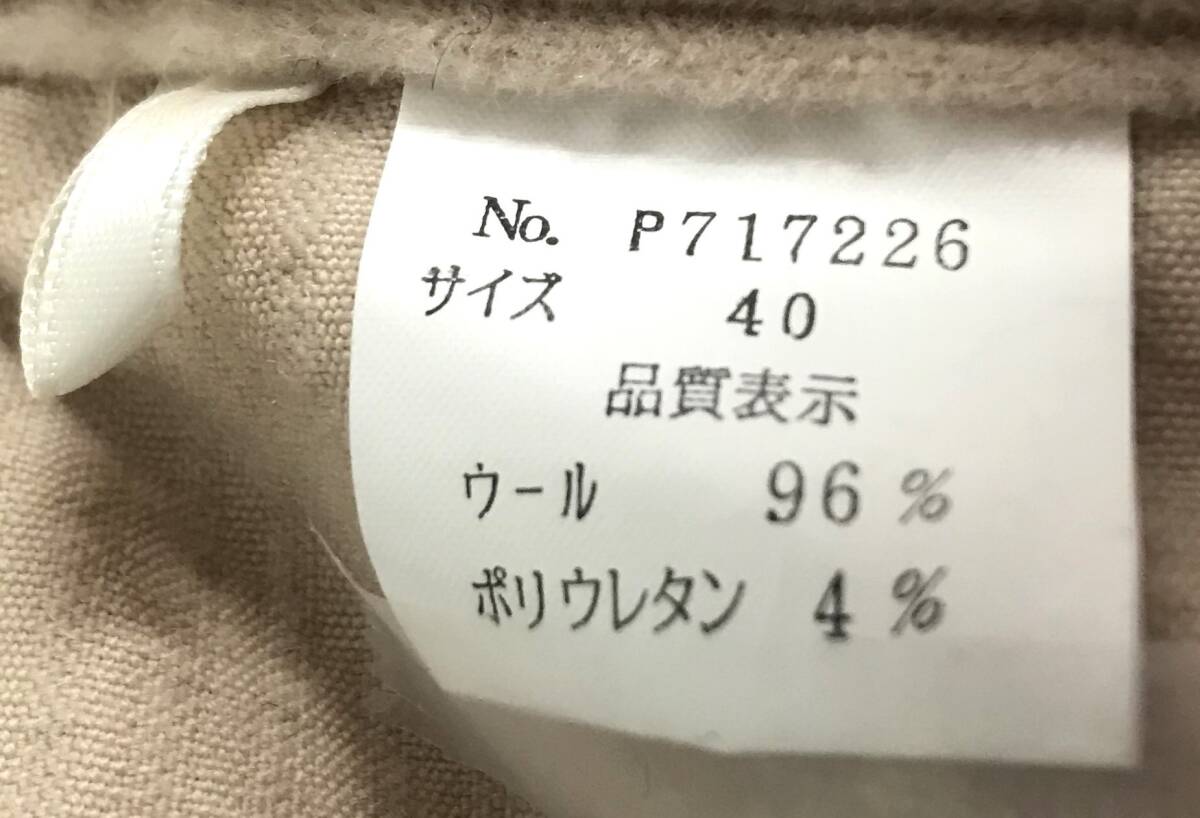 No. P717226
サイズ 40
品質表示
ウール 96%
ポリウレタン 4%